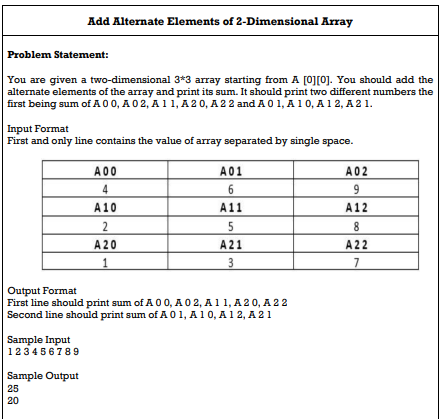 Add Alternate Elements of 2-Dimensional Array
Problem Statement:
You are given a two-dimensional 3*3 array starting from A [0][0]. You should add the
alternate elements of the array and print its sum. It should print two different numbers the
first being sum of A 0 0, A 0 2, A 1 1, A 2 0, A 2 2 and A 0 1, A 1 0, A 1 2, A 2 1.
Input Format
First and only line contains the value of array separated by single space.
A 0 0 A 0 1 A 0 2
4 6 9
A 1 0 A 1 1 A 1 2
2 5 8
A 2 0 A 2 1 A 2 2
1 3 7
Output Format
First line should print sum of A 0 0, A 0 2, A 1 1, A 2 0, A 2 2
Second line should print sum of A 0 1, A 1 0, A 1 2, A 2 1
Sample Input
1 2 3 4 5 6 7 8 9
Sample Output
25
20